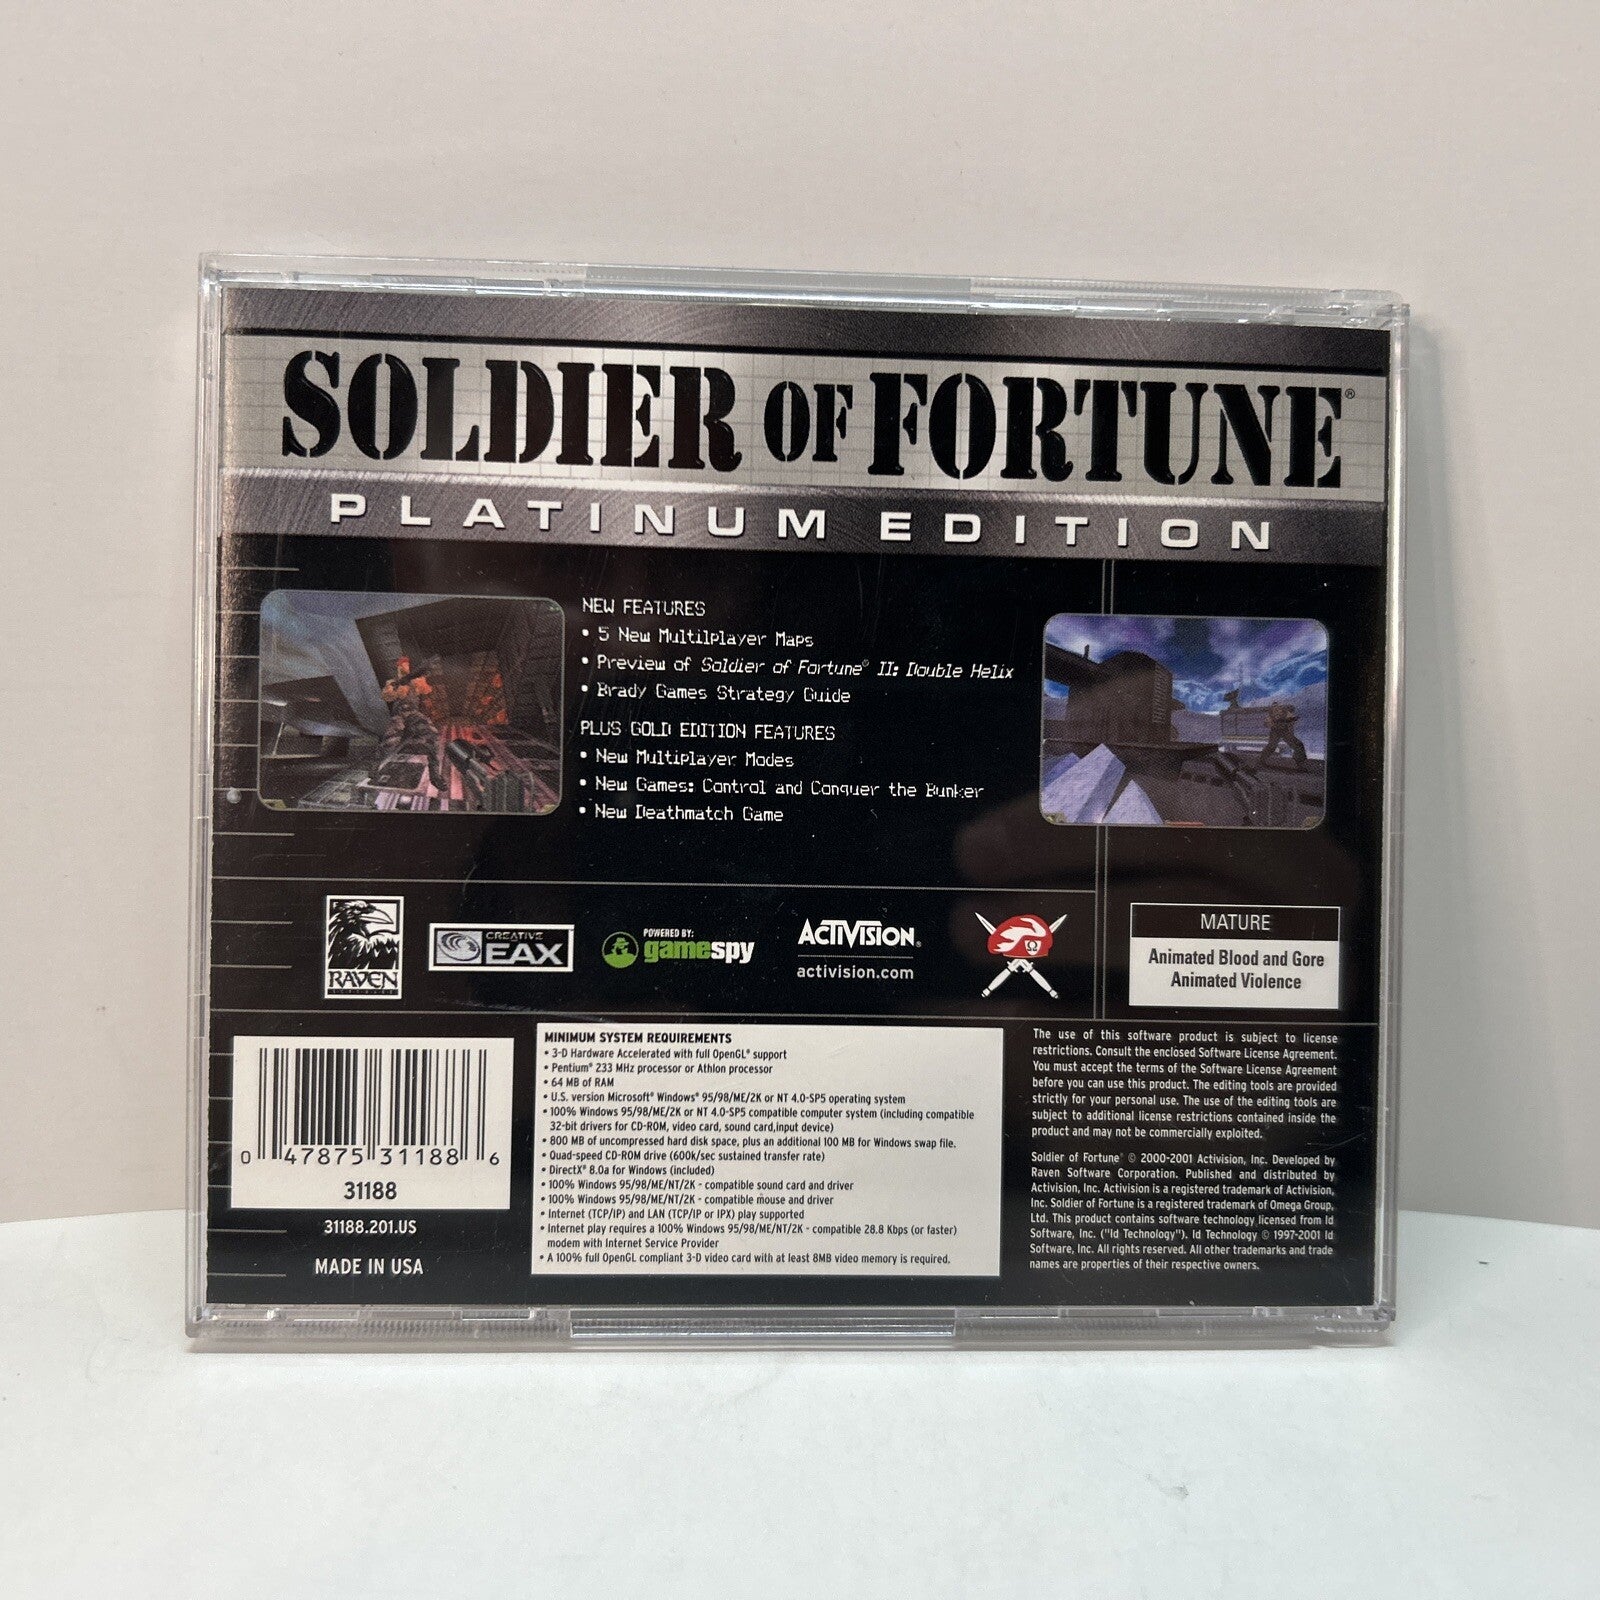 SOLDIER OF FORTUNE®
PLATINUM EDITION
NEW FEATURES
• 5 New Multilplayer Maps
• Preview of Soldier of Fortune® II: Double Helix
• Brady Games Strategy Guide
PLUS GOLD EDITION FEATURES
• New Multiplayer Modes
• New Games: Control and Conquer the Bunker
• New Deathmatch Game
RAVEN
SOFTWARE
CREATIVE
EAX
POWERED BY:
gamespy
ACTIVISION®
activision.com
MATURE
Animated Blood and Gore
Animated Violence
0 47875 31188 6
31188
31188.201.US
MADE IN USA
MINIMUM SYSTEM REQUIREMENTS
• 3-D Hardware Accelerated with full OpenGL® support
• Pentium® 233 MHz processor or Athlon processor
• 64 MB of RAM
• U.S. version Microsoft® Windows® 95/98/ME/2K or NT 4.0-SP5 operating system
• 100% Windows 95/98/ME/2K or NT 4.0-SP5 compatible computer system (including compatible
32-bit drivers for CD-ROM, video card, sound card,input device)
• 800 MB of uncompressed hard disk space, plus an additional 100 MB for Windows swap file.
• Quad-speed CD-ROM drive (600k/sec sustained transfer rate)
• DirectX® 8.0a for Windows (included)
• 100% Windows 95/98/ME/NT/2K - compatible sound card and driver
• 100% Windows 95/98/ME/NT/2K - compatible mouse and driver
• Internet (TCP/IP) and LAN (TCP/IP or IPX) play supported
• Internet play requires a 100% Windows 95/98/ME/NT/2K - compatible 28.8 Kbps (or faster)
modem with Internet Service Provider
• A 100% full OpenGL compliant 3-D video card with at least 8MB video memory is required.
The use of this software product is subject to license
restrictions. Consult the enclosed Software License Agreement.
You must accept the terms of the Software License Agreement
before you can use this product. The editing tools are provided
strictly for your personal use. The use of the editing tools are
subject to additional license restrictions contained inside the
product and may not be commercially exploited.
Soldier of Fortune® © 2000-2001 Activision, Inc. Developed by
Raven Software Corporation. Published and distributed by
Activision, Inc. Activision is a registered trademark of Activision,
Inc. Soldier of Fortune is a registered trademark of Omega Group,
Ltd. This product contains software technology licensed from Id
Software, Inc. ("Id Technology"). Id Technology © 1997-2001 Id
Software, Inc. All rights reserved. All other trademarks and trade
names are properties of their respective owners.